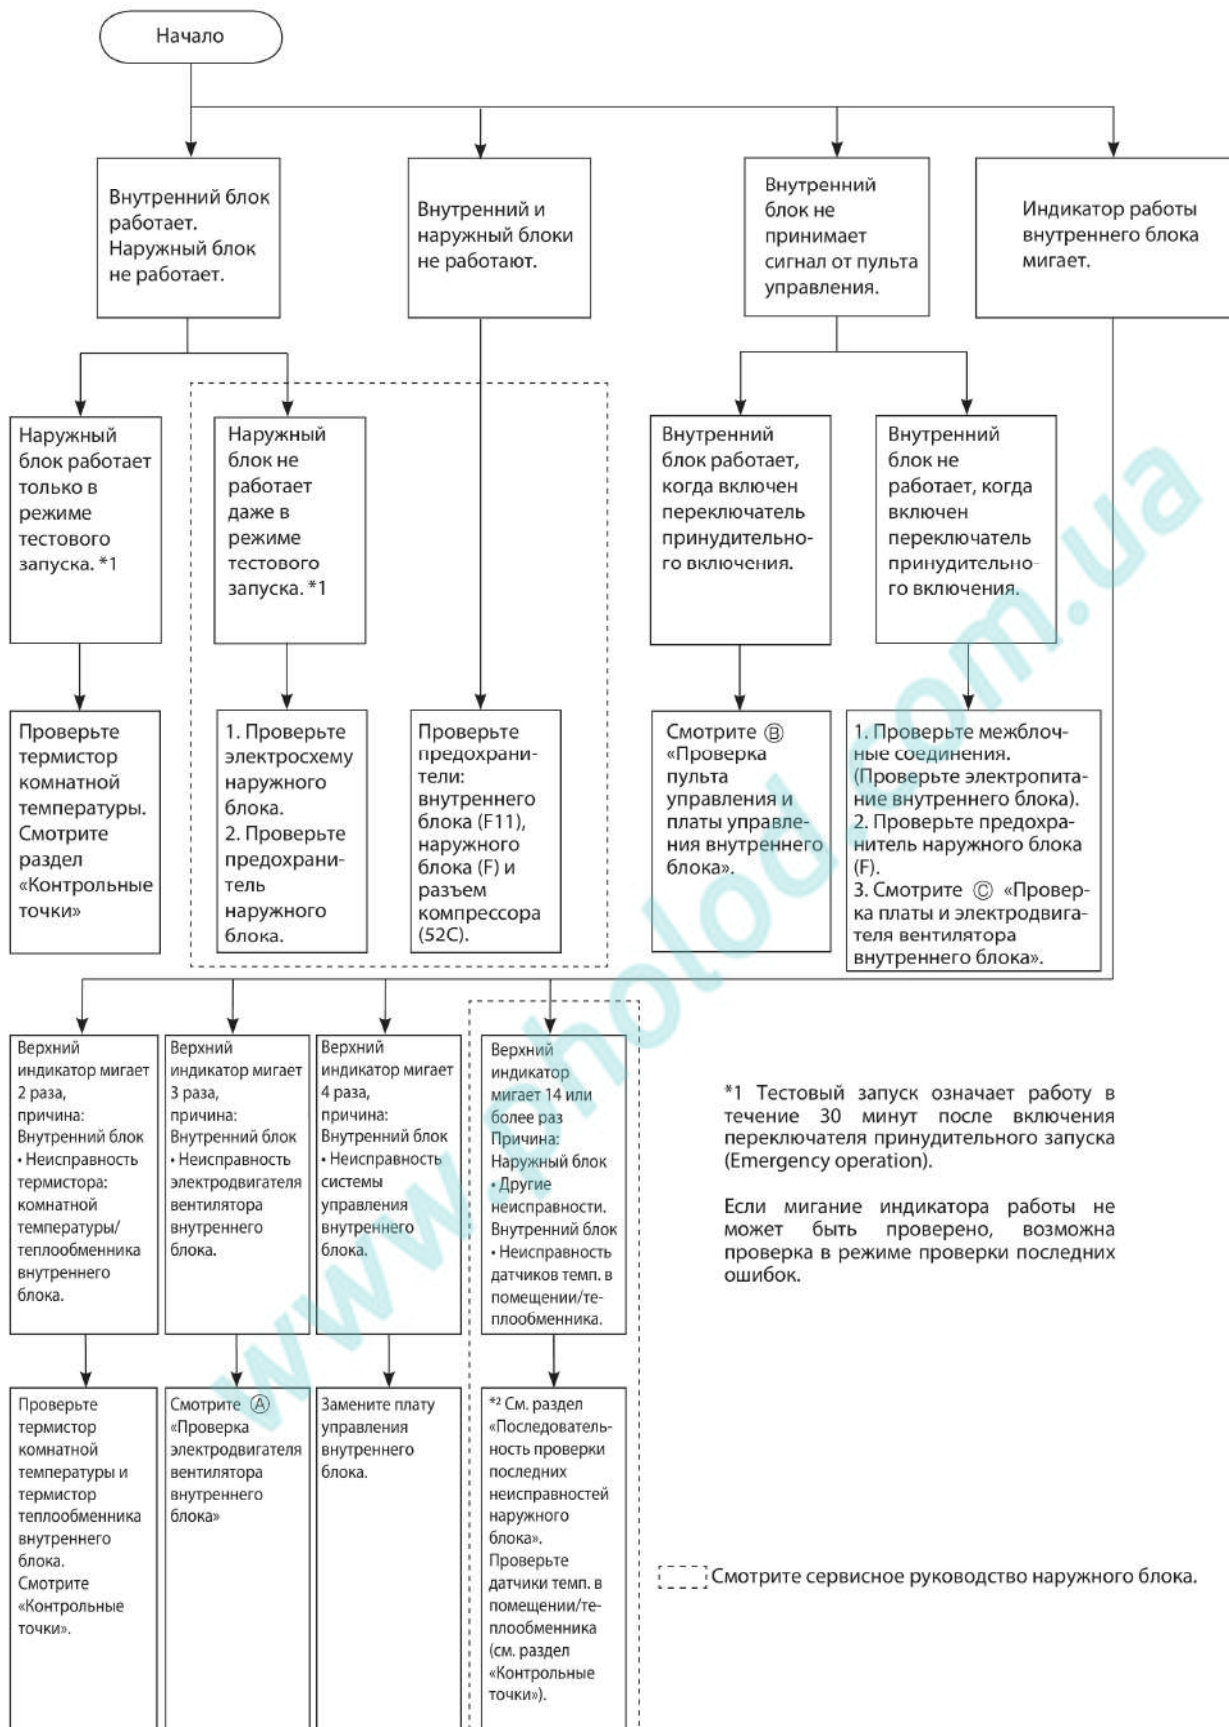 Начало
Внутренний блок
работает.
Наружный блок
не работает.
Внутренний и
наружный блоки
не работают.
Внутренний
блок не
принимает
сигнал от пульта
управления.
Индикатор работы
внутреннего блока
мигает.
Наружный
блок работает
только в
режиме
тестового
запуска. *1
Наружный
блок не
работает
даже в
режиме
тестового
запуска. *1
Внутренний
блок работает,
когда включен
переключатель
принудительно-
го включения.
Внутренний
блок не
работает, когда
включен
переключатель
принудительно-
го включения.
Проверьте
термистор
комнатной
температуры.
Смотрите
раздел
«Контрольные
точки»
1. Проверьте
электросхему
наружного
блока.
2. Проверьте
предохрани-
тель
наружного
блока.
Проверьте
предохрани-
тели:
внутреннего
блока (F11),
наружного
блока (F) и
разъем
компрессора
(52C).
Смотрите Ⓑ
«Проверка
пульта
управления и
платы управле-
ния внутреннего
блока».
1. Проверьте межблоч-
ные соединения.
(Проверьте электропита-
ние внутреннего блока).
2. Проверьте предохра-
нитель наружного блока
(F).
3. Смотрите Ⓒ «Провер-
ка платы и электродвига-
теля вентилятора
внутреннего блока».
Верхний
индикатор мигает
2 раза,
причина:
Внутренний блок
• Неисправность
термистора:
комнатной
температуры/
теплообменника
внутреннего
блока.
Верхний
индикатор мигает
3 раза,
причина:
Внутренний блок
• Неисправность
электродвигателя
вентилятора
внутреннего
блока.
Верхний
индикатор мигает
4 раза,
причина:
Внутренний блок
• Неисправность
системы
управления
внутреннего
блока.
Верхний
индикатор
мигает 14 или
более раз
Причина:
Наружный блок
• Другие
неисправности.
Внутренний блок
• Неисправность
датчиков темп. в
помещении/те-
плообменника.
*1 Тестовый запуск означает работу в
течение 30 минут после включения
переключателя принудительного запуска
(Emergency operation).
Если мигание индикатора работы не
может быть проверено, возможна
проверка в режиме проверки последних
ошибок.
Проверьте
термистор
комнатной
температуры и
термистор
теплообменника
внутреннего
блока.
Смотрите
«Контрольные
точки».
Смотрите Ⓐ
«Проверка
электродвигателя
вентилятора
внутреннего
блока»
Замените плату
управления
внутреннего
блока.
*2 См. раздел
«Последователь-
ность проверки
последних
неисправностей
наружного
блока».
Проверьте
датчики темп. в
помещении/те-
плообменника
(см. раздел
«Контрольные
точки»).
Смотрите сервисное руководство наружного блока.
www.pholod.com.ua